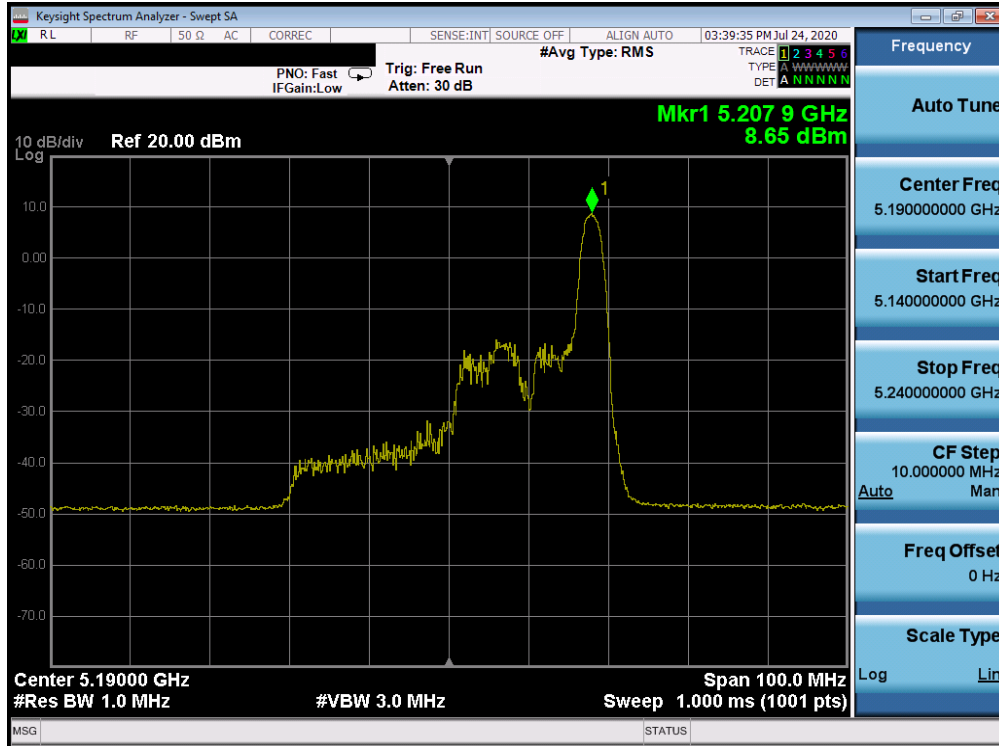 Keysight Spectrum Analyzer - Swept SA
LXI RL RF 50 Ω AC CORREC SENSE:INT SOURCE OFF ALIGN AUTO 03:39:35 PM Jul 24, 2020
#Avg Type: RMS
TRACE 1 2 3 4 5 6
PNO: Fast Trig: Free Run
TYPE A WWWWW
IFGain:Low Atten: 30 dB
DET A N N N N N
Mkr1 5.207 9 GHz
8.65 dBm
10 dB/div Ref 20.00 dBm
Log
1
10.0
0.00
-10.0
-20.0
-30.0
-40.0
-50.0
-60.0
-70.0
Center 5.19000 GHz Span 100.0 MHz
#Res BW 1.0 MHz #VBW 3.0 MHz Sweep 1.000 ms (1001 pts)
MSG STATUS
Frequency
Auto Tune
Center Freq
5.190000000 GHz
Start Freq
5.140000000 GHz
Stop Freq
5.240000000 GHz
CF Step
10.000000 MHz
Auto Man
Freq Offset
0 Hz
Scale Type
Log Lin